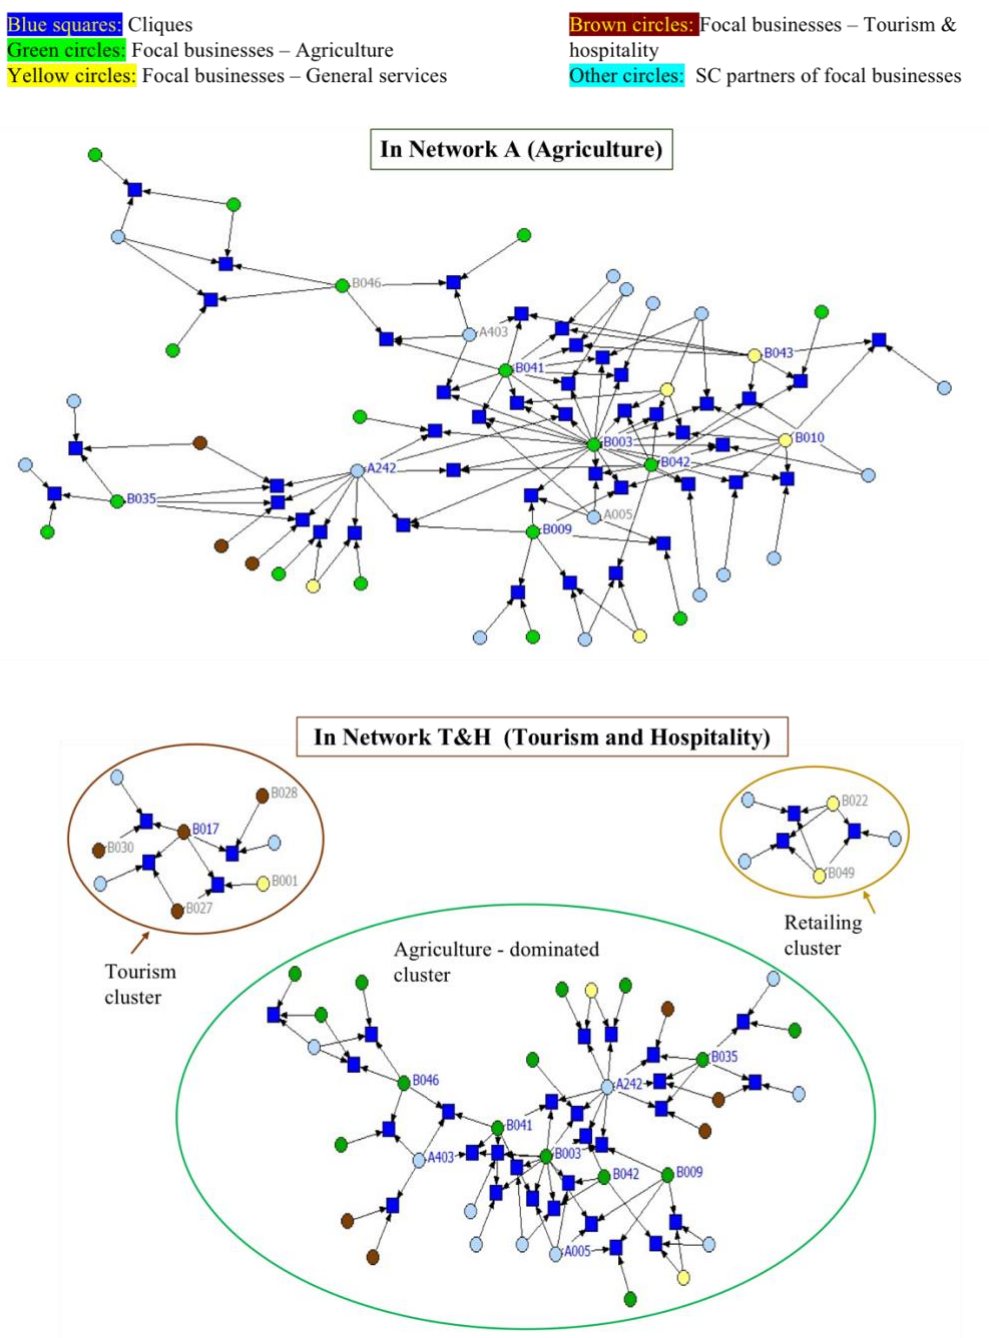 Blue squares: Cliques
Green circles: Focal businesses – Agriculture
Yellow circles: Focal businesses – General services
Brown circles: Focal businesses – Tourism &
hospitality
Other circles: SC partners of focal businesses
In Network A (Agriculture)
B046
A403
B043
B041
B010
B003
B042
A242
B035
A005
B009
In Network T&H (Tourism and Hospitality)
B028
B017
B030
B001
B027
Tourism
cluster
B022
B049
Retailing
cluster
Agriculture - dominated
cluster
B046
A242
B035
B041
A403
B003
B042
B009
A005